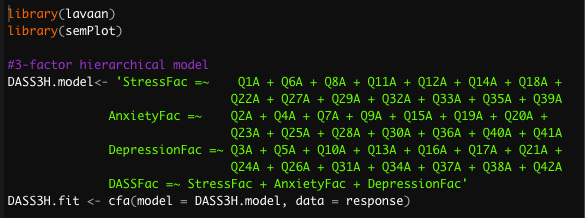 library(lavaan)
library(semPlot)
#3-factor hierarchical model
DASS3H.model<- 'StressFac =~ Q1A + Q6A + Q8A + Q11A + Q12A + Q14A + Q18A +
Q22A + Q27A + Q29A + Q32A + Q33A + Q35A + Q39A
AnxietyFac =~ Q2A + Q4A + Q7A + Q9A + Q15A + Q19A + Q20A +
Q23A + Q25A + Q28A + Q30A + Q36A + Q40A + Q41A
DepressionFac =~ Q3A + Q5A + Q10A + Q13A + Q16A + Q17A + Q21A +
Q24A + Q26A + Q31A + Q34A + Q37A + Q38A + Q42A
DASSFac =~ StressFac + AnxietyFac + DepressionFac'
DASS3H.fit <- cfa(model = DASS3H.model, data = response)